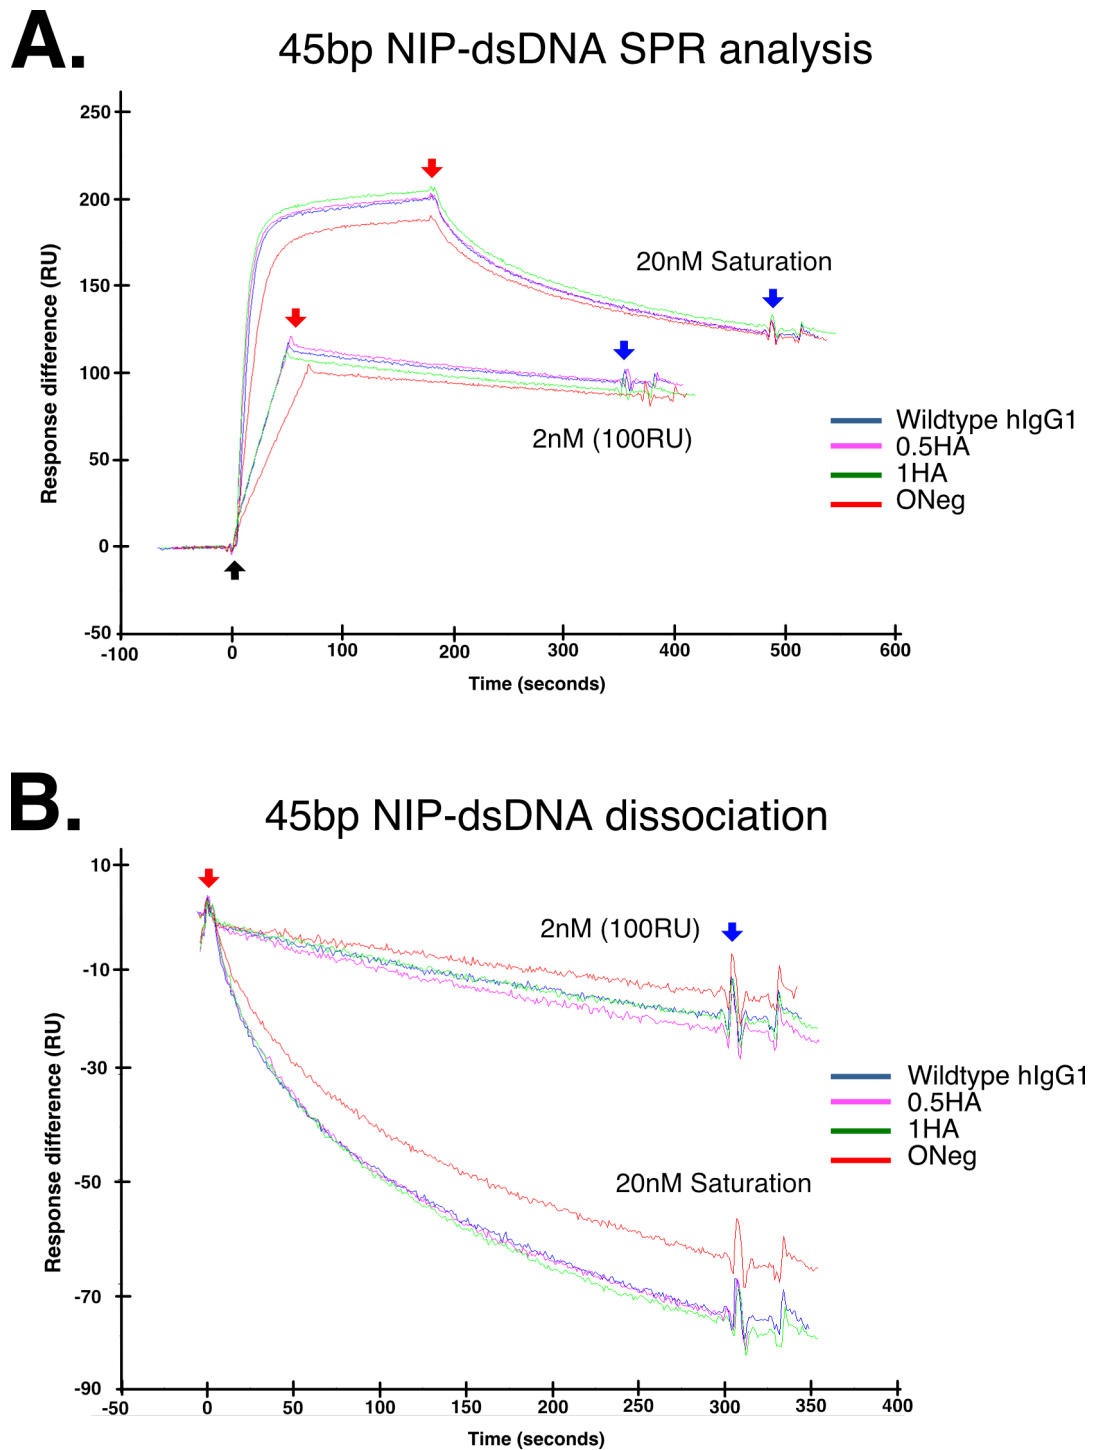 A.
45bp NIP-dsDNA SPR analysis
250
200
150
100
50
0
-50
Response difference (RU)
20nM Saturation
2nM (100RU)
Wildtype hIgG1
0.5HA
1HA
ONeg
-100
0
100
200
300
400
500
600
Time (seconds)
B.
45bp NIP-dsDNA dissociation
10
-10
-30
-50
-70
-90
Response difference (RU)
2nM (100RU)
20nM Saturation
Wildtype hIgG1
0.5HA
1HA
ONeg
-50
0
50
100
150
200
250
300
350
400
Time (seconds)